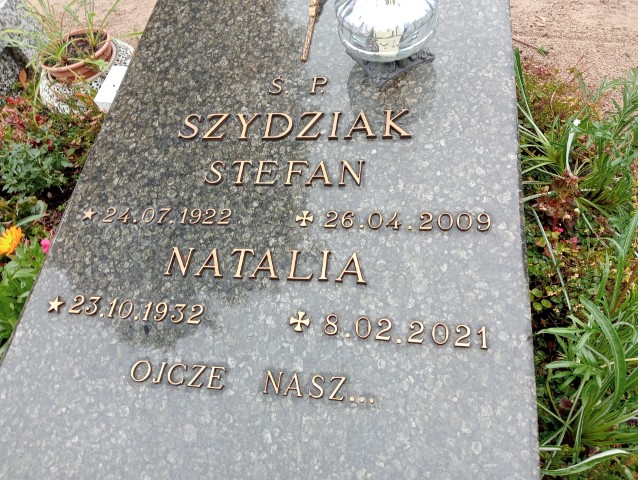 Ś. P.
SZYDZIAK
STEFAN
★ 24.07.1922 ✠ 26.04.2009
NATALIA
★ 23.10.1932 ✠ 8.02.2021
OJCZE NASZ...